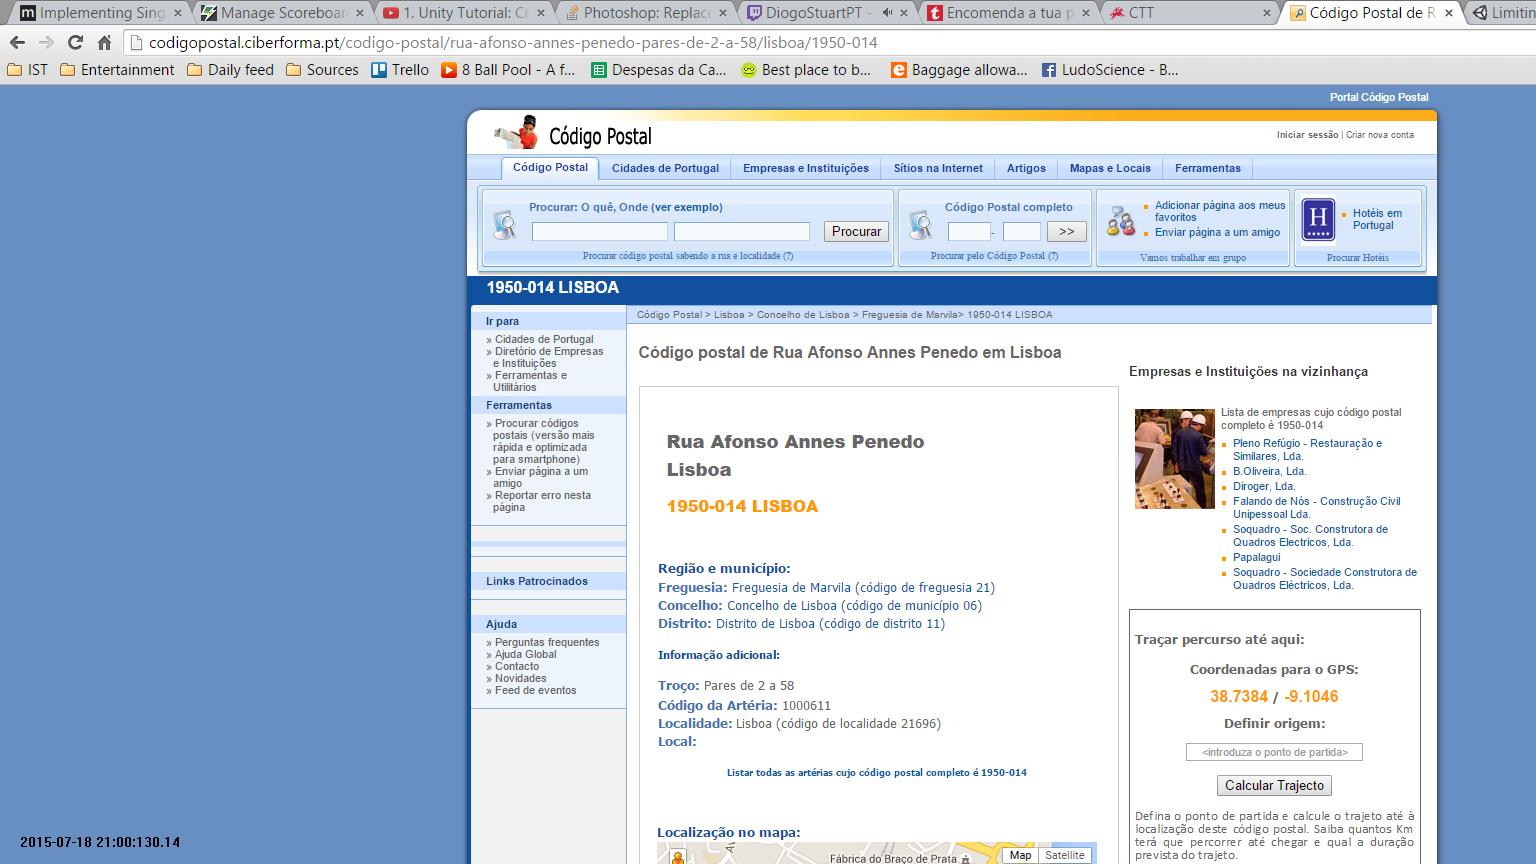 Implementing Sing
Manage Scoreboar
1. Unity Tutorial: Cr
Photoshop: Replace
DiogoStuartPT -
Encomenda a tua p
CTT
Código Postal de R
Limitin
codigopostal.ciberforma.pt/codigo-postal/rua-afonso-annes-penedo-pares-de-2-a-58/lisboa/1950-014
IST
Entertainment
Daily feed
Sources
Trello
8 Ball Pool - A f...
Despesas da Ca...
Best place to b...
Baggage allowa...
LudoScience - B...
Portal Código Postal
Código Postal
Iniciar sessão | Criar nova conta
Código Postal
Cidades de Portugal
Empresas e Instituições
Sítios na Internet
Artigos
Mapas e Locais
Ferramentas
Procurar: O quê, Onde (ver exemplo)
Procurar
Procurar código postal sabendo a rua e localidade (?)
Código Postal completo
-
>>
Procurar pelo Código Postal (?)
Adicionar página aos meus
favoritos
Enviar página a um amigo
Vamos trabalhar em grupo
H
Hotéis em
Portugal
Procurar Hotéis
1950-014 LISBOA
Ir para
» Cidades de Portugal
» Diretório de Empresas
e Instituições
» Ferramentas e
Utilitários
Ferramentas
» Procurar códigos
postais (versão mais
rápida e optimizada
para smartphone)
» Enviar página a um
amigo
» Reportar erro nesta
página
Links Patrocinados
Ajuda
» Perguntas frequentes
» Ajuda Global
» Contacto
» Novidades
» Feed de eventos
Código Postal > Lisboa > Concelho de Lisboa > Freguesia de Marvila> 1950-014 LISBOA
Código postal de Rua Afonso Annes Penedo em Lisboa
Rua Afonso Annes Penedo
Lisboa
1950-014 LISBOA
Região e município:
Freguesia: Freguesia de Marvila (código de freguesia 21)
Concelho: Concelho de Lisboa (código de município 06)
Distrito: Distrito de Lisboa (código de distrito 11)
Informação adicional:
Troço: Pares de 2 a 58
Código da Artéria: 1000611
Localidade: Lisboa (código de localidade 21696)
Local:
Listar todas as artérias cujo código postal completo é 1950-014
Localização no mapa:
Fábrica do Braço de Prata
Map
Satellite
Empresas e Instituições na vizinhança
Lista de empresas cujo código postal
completo é 1950-014
Pleno Refúgio - Restauração e
Similares, Lda.
B.Oliveira, Lda.
Diroger, Lda.
Falando de Nós - Construção Civil
Unipessoal Lda.
Soquadro - Soc. Construtora de
Quadros Electricos, Lda.
Papalagui
Soquadro - Sociedade Construtora de
Quadros Eléctricos, Lda.
Traçar percurso até aqui:
Coordenadas para o GPS:
38.7384 / -9.1046
Definir origem:
<introduza o ponto de partida>
Calcular Trajecto
Defina o ponto de partida e calcule o trajeto até à
localização deste código postal. Saiba quantos Km
terá que percorrer até chegar e qual a duração
prevista do trajeto.
2015-07-18 21:00:130.14